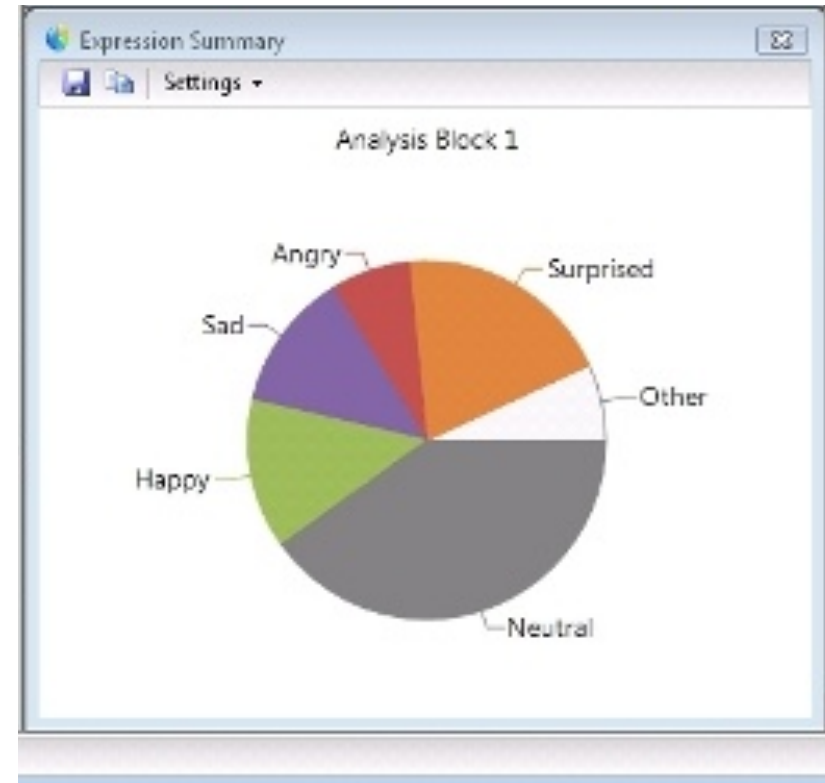 Expression Summary
Settings
Analysis Block 1
Angry
Surprised
Sad
Other
Happy
Neutral